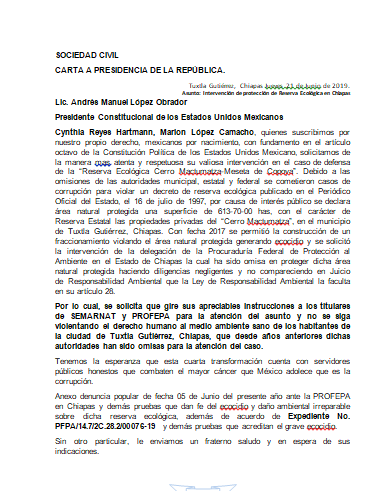 SOCIEDAD CIVIL
CARTA A PRESIDENCIA DE LA REPÚBLICA.
Tuxtla Gutiérrez, Chiapas Jueves, 21 de Junio de 2019.
Asunto: Intervención de protección de Reserva Ecológica en Chiapas
Lic. Andrés Manuel López Obrador
Presidente Constitucional de los Estados Unidos Mexicanos
Cynthia Reyes Hartmann, Marlon López Camacho, quienes suscribimos por
nuestro propio derecho, mexicanos por nacimiento, con fundamento en el artículo
octavo de la Constitución Política de los Estados Unidos Mexicano, solicitamos de
la manera mas atenta y respetuosa su valiosa intervención en el caso de defensa
de la "Reserva Ecológica Cerro Mactumatza-Meseta de Copoya". Debido a las
omisiones de las autoridades municipal, estatal y federal se cometieron casos de
corrupción para violar un decreto de reserva ecológica publicado en el Periódico
Oficial del Estado, el 16 de julio de 1997, por causa de interés público se declara
área natural protegida una superficie de 613-70-00 has, con el carácter de
Reserva Estatal las propiedades privadas del "Cerro Mactumatza", en el municipio
de Tuxtla Gutiérrez, Chiapas. Con fecha 2017 se permitió la construcción de un
fraccionamiento violando el área natural protegida generando ecocidio y se solicitó
la intervención de la delegación de la Procuraduría Federal de Protección al
Ambiente en el Estado de Chiapas la cual ha sido omisa en proteger dicha área
natural protegida haciendo diligencias negligentes y no compareciendo en Juicio
de Responsabilidad Ambiental que la Ley de Responsabilidad Ambiental la faculta
en su artículo 28.
Por lo cual, se solicita que gire sus apreciables instrucciones a los titulares
de SEMARNAT y PROFEPA para la atención del asunto y no se siga
violentando el derecho humano al medio ambiente sano de los habitantes de
la ciudad de Tuxtla Gutiérrez, Chiapas, que desde años anteriores dichas
autoridades han sido omisas para la atención del caso.
Tenemos la esperanza que esta cuarta transformación cuenta con servidores
públicos honestos que combaten el mayor cáncer que México adolece que es la
corrupción.
Anexo denuncia popular de fecha 05 de Junio del presente año ante la PROFEPA
en Chiapas y demás pruebas que dan fe del ecocidio y daño ambiental irreparable
sobre dicha reserva ecológica, además de acuerdo de Expediente No.
PFPA/14.7/2C.28.2/00076-19 y demás pruebas que acreditan el grave ecocidio.
Sin otro particular, le enviamos un fraterno saludo y en espera de sus
indicaciones.